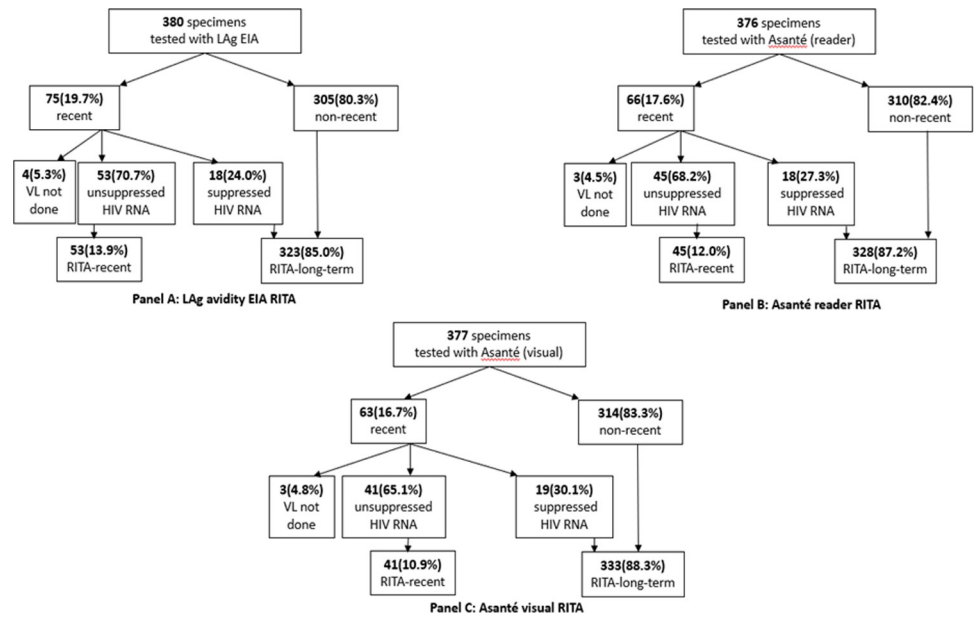 380 specimens
tested with LAg EIA
75(19.7%)
recent
305(80.3%)
non-recent
4(5.3%)
VL not
done
53(70.7%)
unsuppressed
HIV RNA
18(24.0%)
suppressed
HIV RNA
53(13.9%)
RITA-recent
323(85.0%)
RITA-long-term
Panel A: LAg avidity EIA RITA
376 specimens
tested with Asanté (reader)
66(17.6%)
recent
310(82.4%)
non-recent
3(4.5%)
VL not
done
45(68.2%)
unsuppressed
HIV RNA
18(27.3%)
suppressed
HIV RNA
45(12.0%)
RITA-recent
328(87.2%)
RITA-long-term
Panel B: Asanté reader RITA
377 specimens
tested with Asanté (visual)
63(16.7%)
recent
314(83.3%)
non-recent
3(4.8%)
VL not
done
41(65.1%)
unsuppressed
HIV RNA
19(30.1%)
suppressed
HIV RNA
41(10.9%)
RITA-recent
333(88.3%)
RITA-long-term
Panel C: Asanté visual RITA